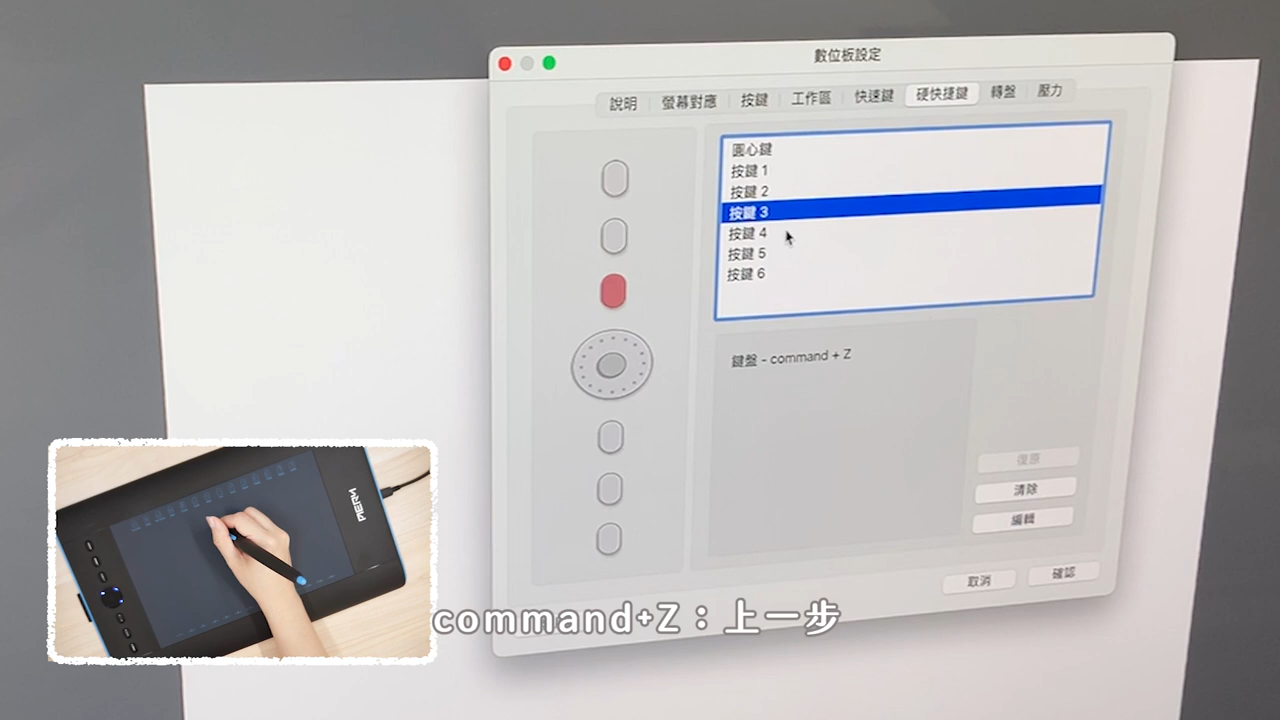 數位板設定
說明
螢幕對應
按鍵
工作區
快速鍵
硬快捷鍵
轉盤
壓力
圓心鍵
按鍵 1
按鍵 2
按鍵 3
按鍵 4
按鍵 5
按鍵 6
鍵盤 - command + Z
復原
清除
編輯
取消
確認
command+Z：上一步